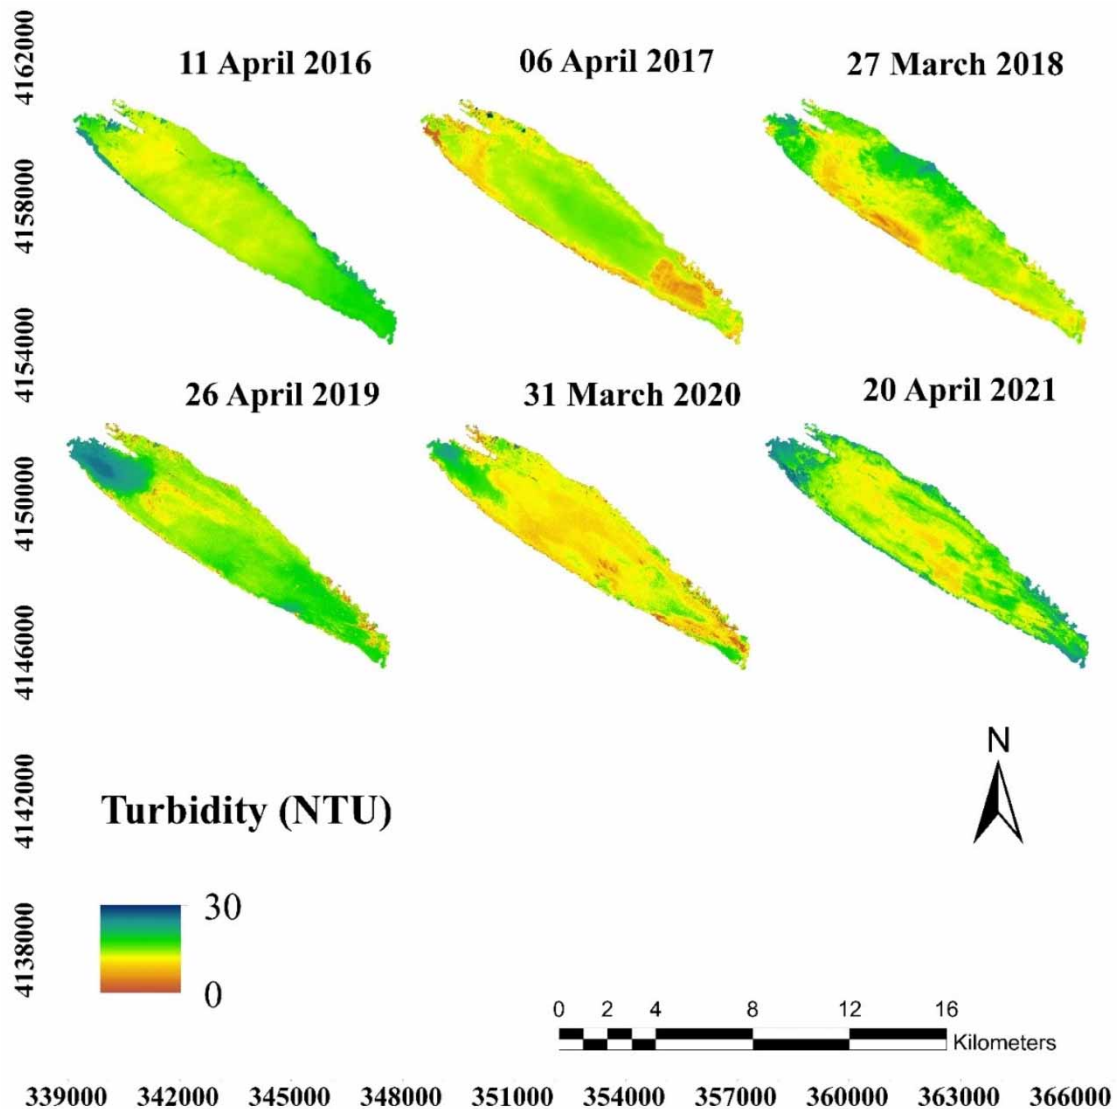 11 April 2016
06 April 2017
27 March 2018
26 April 2019
31 March 2020
20 April 2021
4162000
4158000
4154000
4150000
4146000
4142000
4138000
N
Turbidity (NTU)
30
0
0 2 4 8 12 16
Kilometers
339000 342000 345000 348000 351000 354000 357000 360000 363000 366000